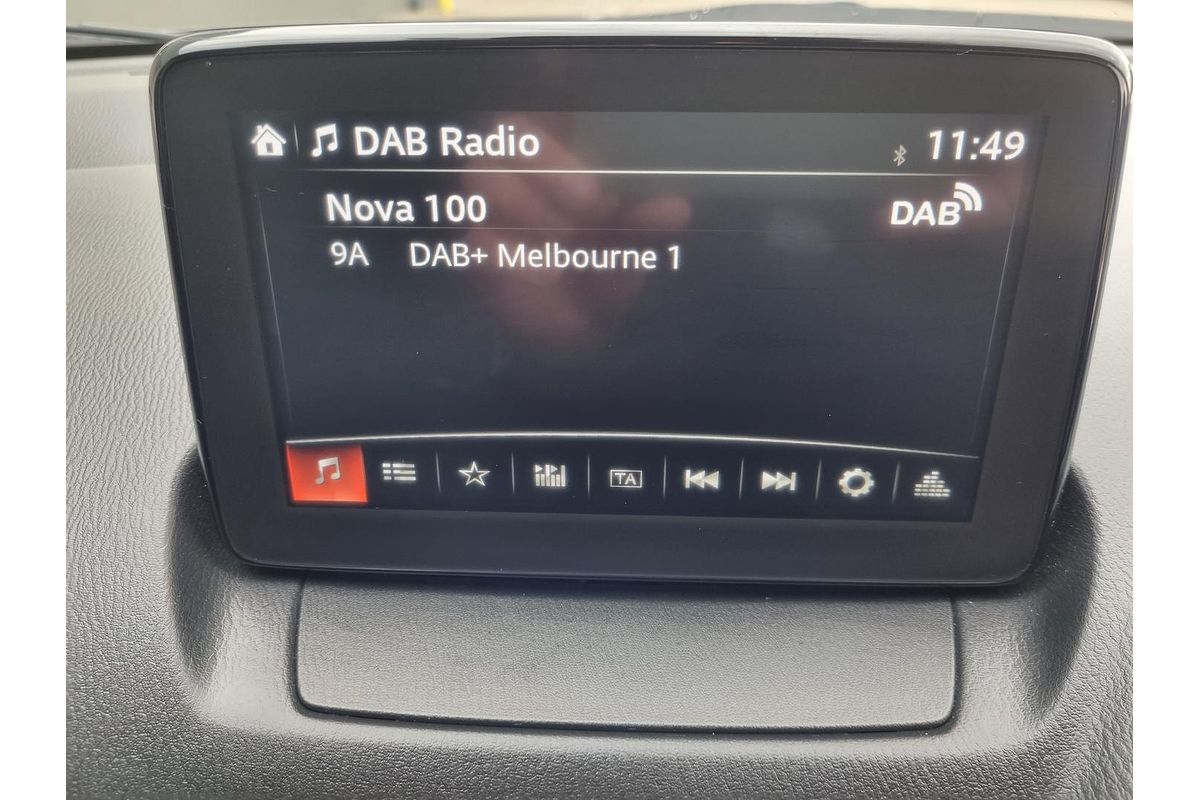 DAB Radio 11:49
Nova 100 DAB
9A DAB+ Melbourne 1
TA